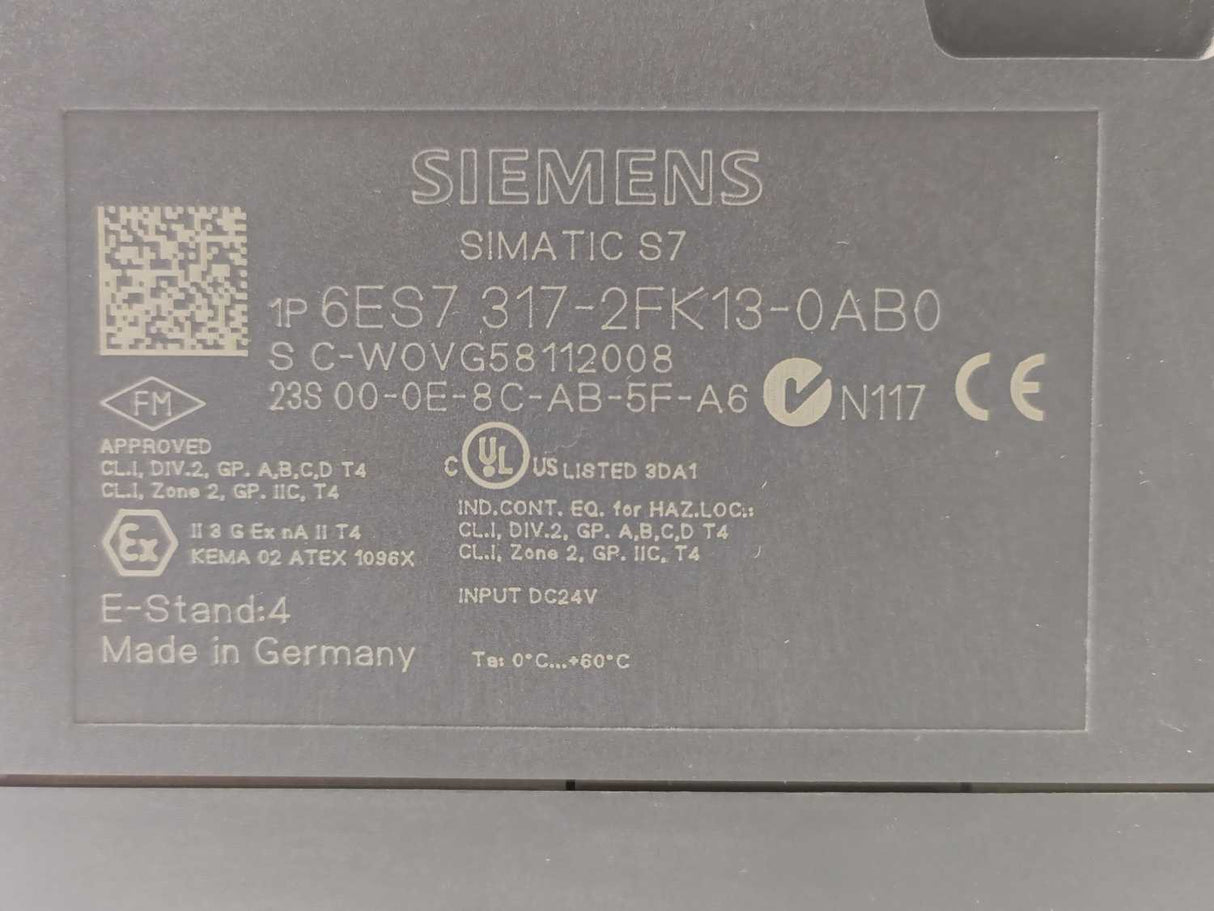 SIEMENS
SIMATIC S7
1P 6ES7 317-2FK13-0AB0
S C-W0VG58112008
23S 00-0E-8C-AB-5F-A6
N117
CE
FM
APPROVED
CL.I, DIV.2, GP. A,B,C,D T4
CL.I, Zone 2, GP. IIC, T4
C UL US LISTED 3DA1
IND.CONT. EQ. for HAZ.LOC.:
CL.I, DIV.2, GP. A,B,C,D T4
CL.I, Zone 2, GP. IIC, T4
Ex
II 3 G Ex nA II T4
KEMA 02 ATEX 1096X
INPUT DC24V
E-Stand:4
Made in Germany
Ta: 0°C...+60°C